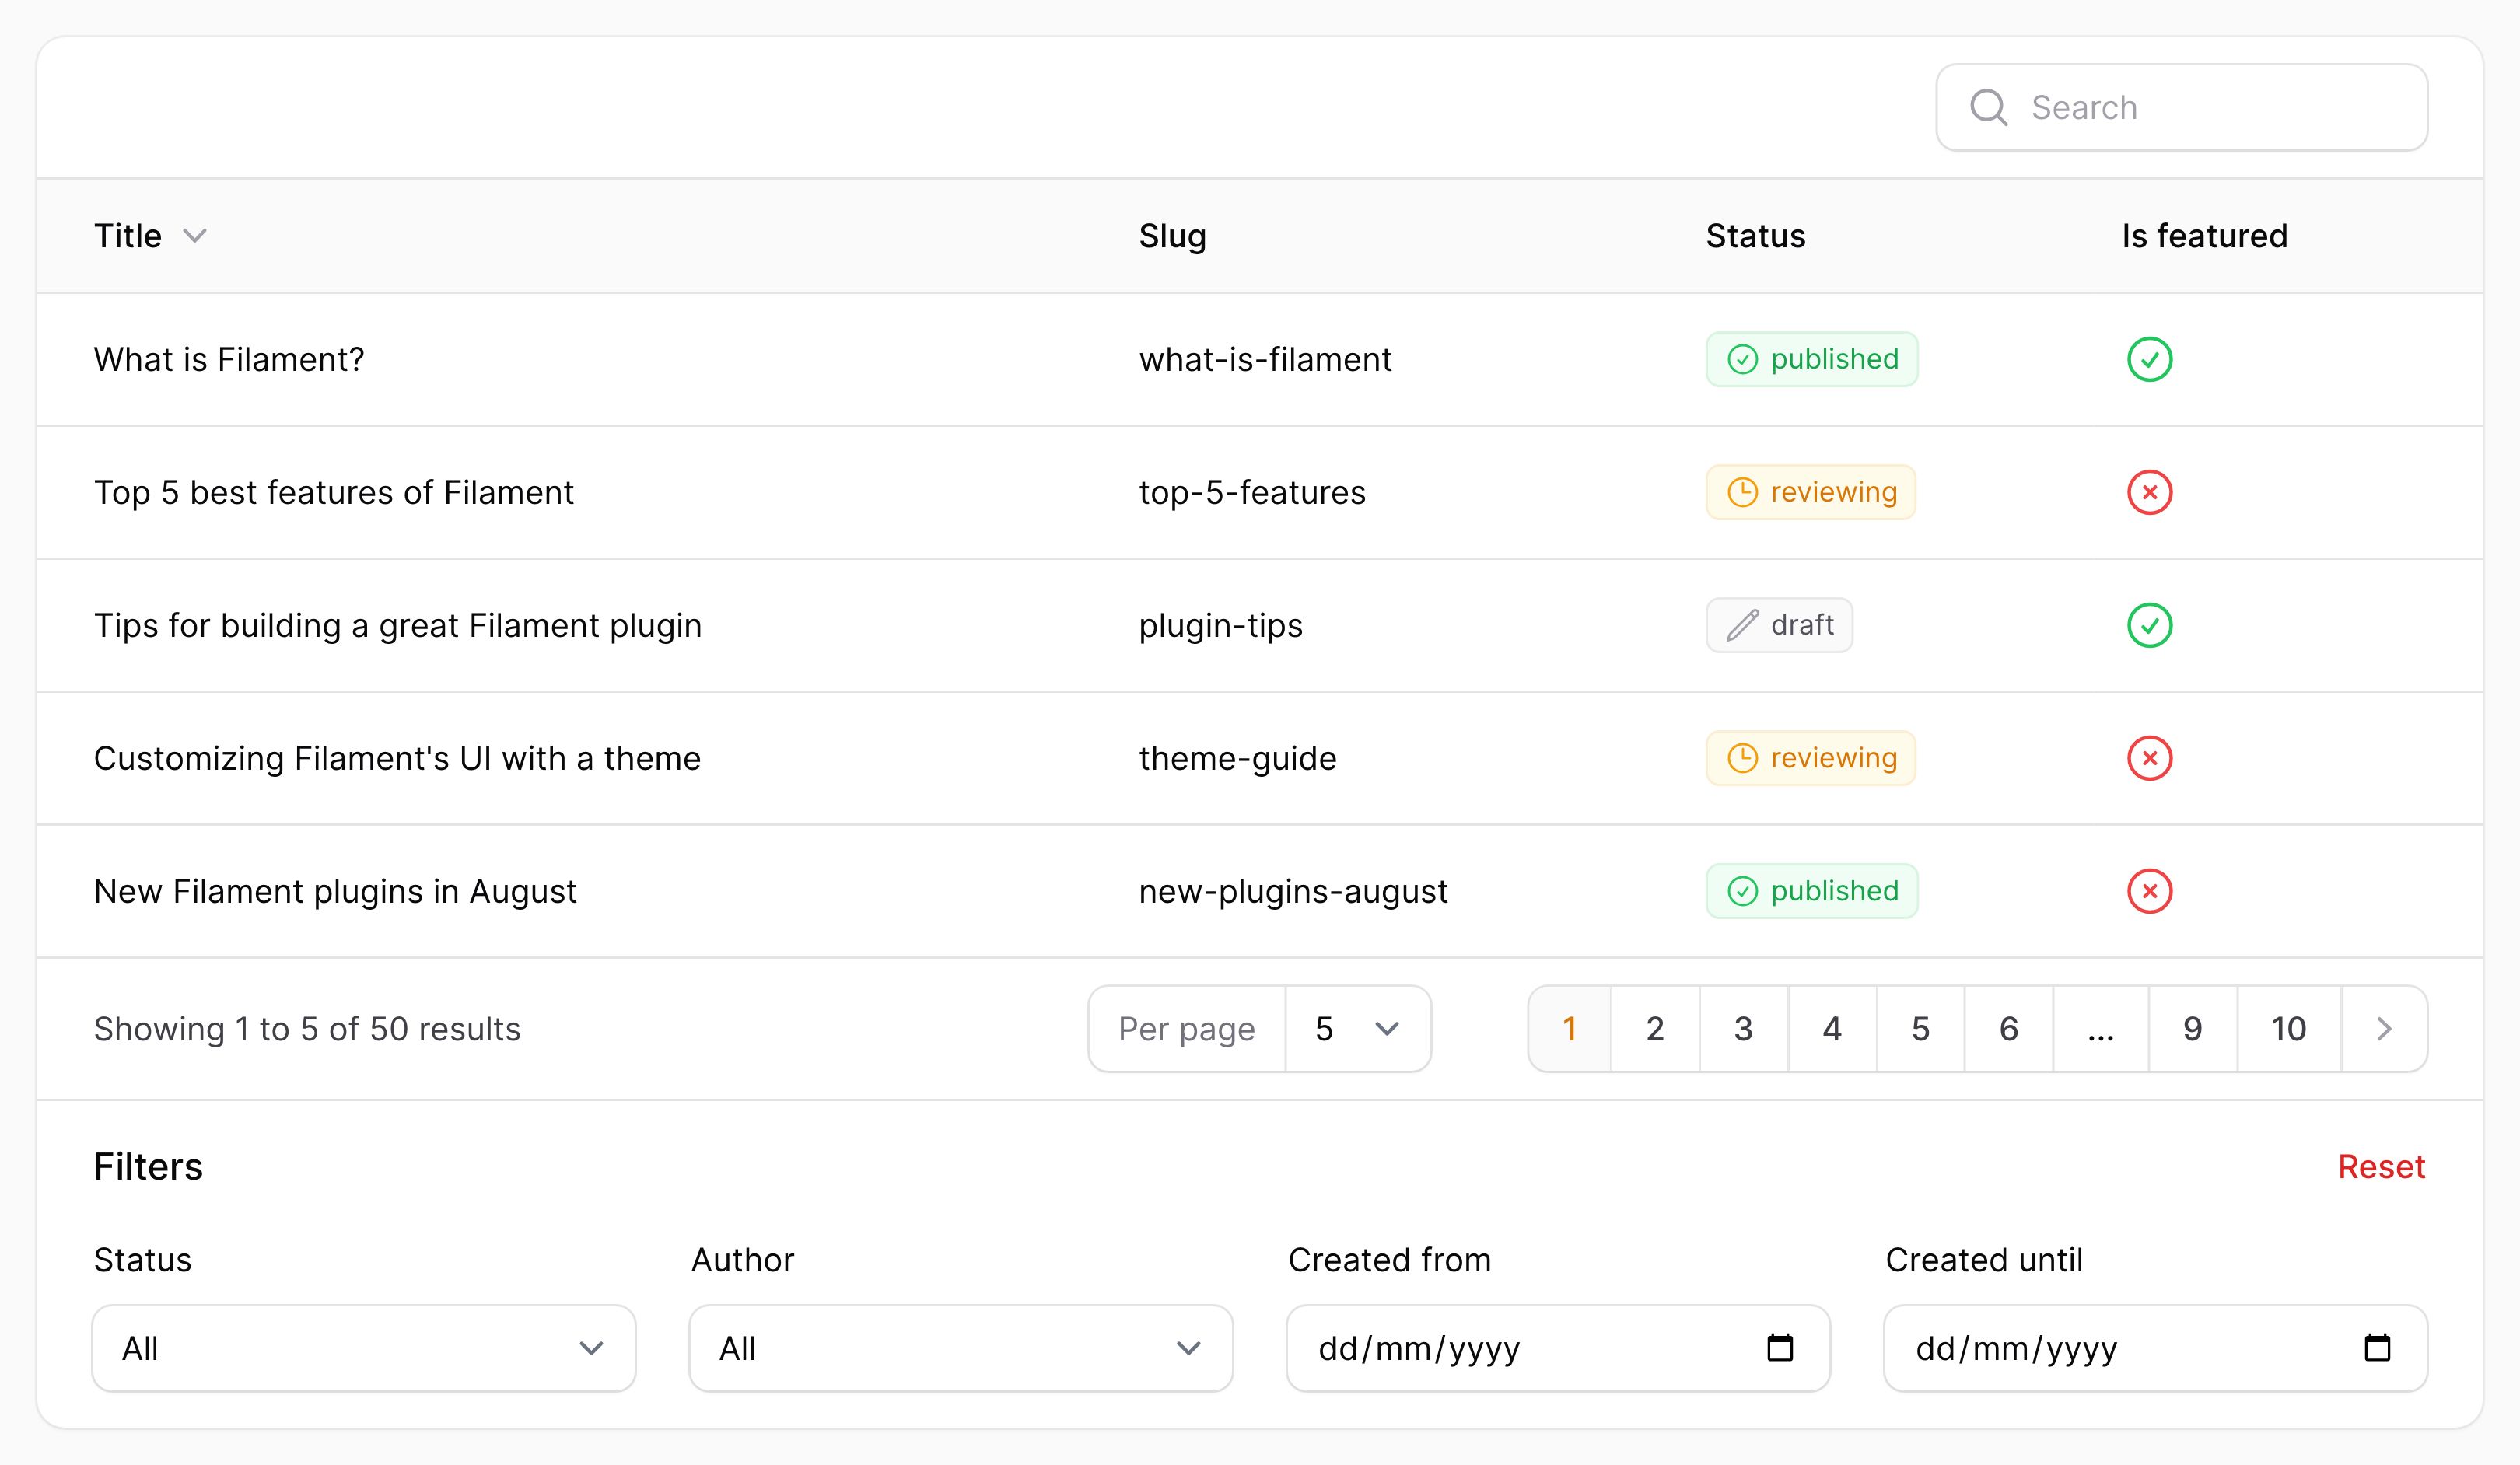 Search
Title Slug Status Is featured
What is Filament? what-is-filament published
Top 5 best features of Filament top-5-features reviewing
Tips for building a great Filament plugin plugin-tips draft
Customizing Filament's UI with a theme theme-guide reviewing
New Filament plugins in August new-plugins-august published
Showing 1 to 5 of 50 results Per page 5 1 2 3 4 5 6 ... 9 10
Filters Reset
Status Author Created from Created until
All All dd/mm/yyyy dd/mm/yyyy